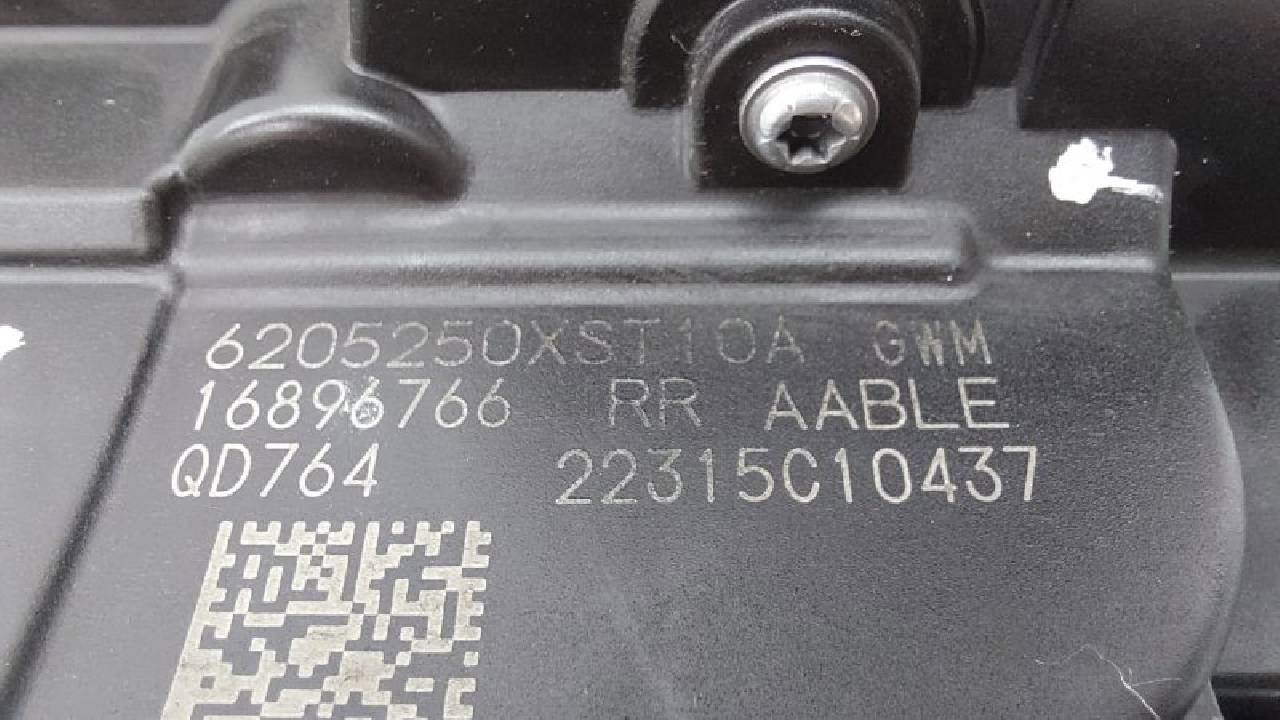 6205250XST10A GWM
16896766 RR AABLE
QD764 22315C10437